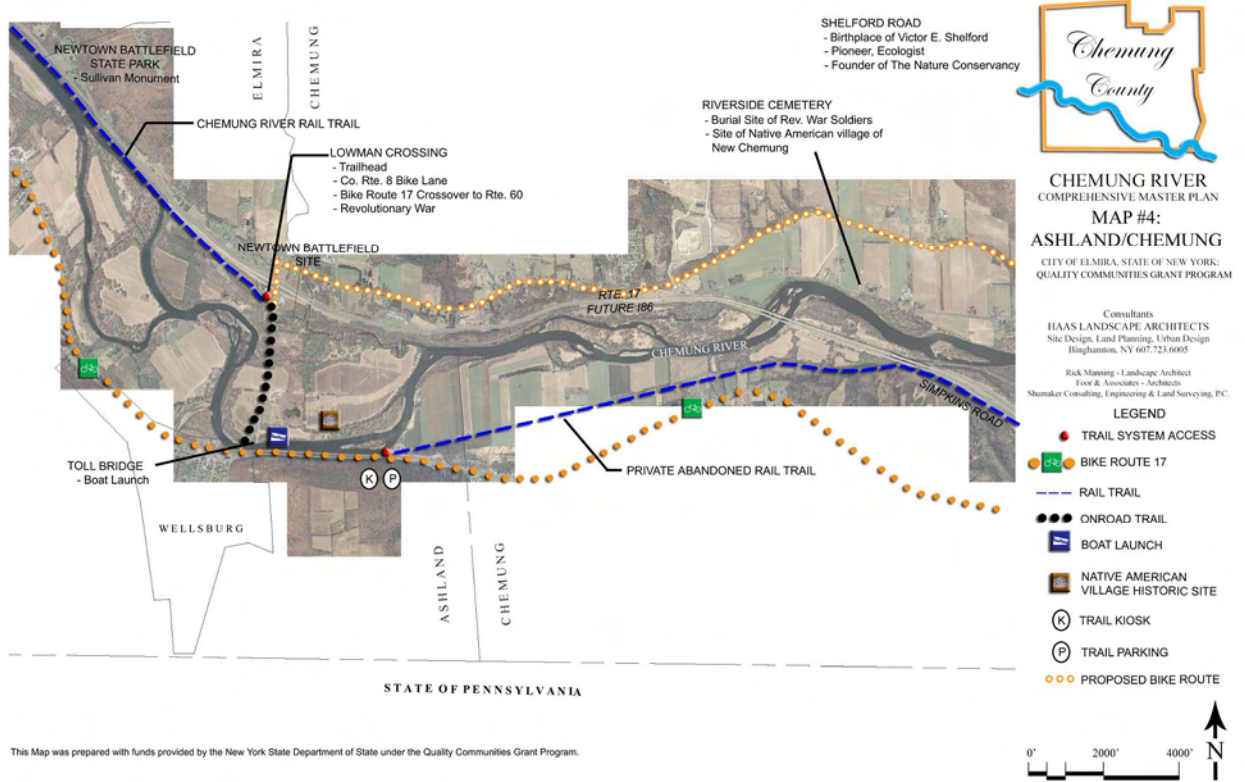 NEWTOWN BATTLEFIELD
STATE PARK
- Sullivan Monument
ELMIRA
CHEMUNG
CHEMUNG RIVER RAIL TRAIL
LOWMAN CROSSING
- Trailhead
- Co. Rte. 8 Bike Lane
- Bike Route 17 Crossover to Rte. 60
- Revolutionary War
NEWTOWN BATTLEFIELD
SITE
SHELFORD ROAD
- Birthplace of Victor E. Shelford
- Pioneer, Ecologist
- Founder of The Nature Conservancy
RIVERSIDE CEMETERY
- Burial Site of Rev. War Soldiers
- Site of Native American village of
New Chemung
RTE. 17
FUTURE I86
CHEMUNG RIVER
SIMPKINS ROAD
TOLL BRIDGE
- Boat Launch
K P
PRIVATE ABANDONED RAIL TRAIL
WELLSBURG
ASHLAND
CHEMUNG
STATE OF PENNSYLVANIA
This Map was prepared with funds provided by the New York State Department of State under the Quality Communities Grant Program.
Chemung
County
CHEMUNG RIVER
COMPREHENSIVE MASTER PLAN
MAP #4:
ASHLAND/CHEMUNG
CITY OF ELMIRA, STATE OF NEW YORK:
QUALITY COMMUNITIES GRANT PROGRAM
Consultants
HAAS LANDSCAPE ARCHITECTS
Site Design, Land Planning, Urban Design
Binghamton, NY 607.723.6005
Rick Manning - Landscape Architect
Foor & Associates - Architects
Shumaker Consulting, Engineering & Land Surveying, P.C.
LEGEND
TRAIL SYSTEM ACCESS
BIKE ROUTE 17
RAIL TRAIL
ONROAD TRAIL
BOAT LAUNCH
NATIVE AMERICAN
VILLAGE HISTORIC SITE
K TRAIL KIOSK
P TRAIL PARKING
PROPOSED BIKE ROUTE
0' 2000' 4000'
N